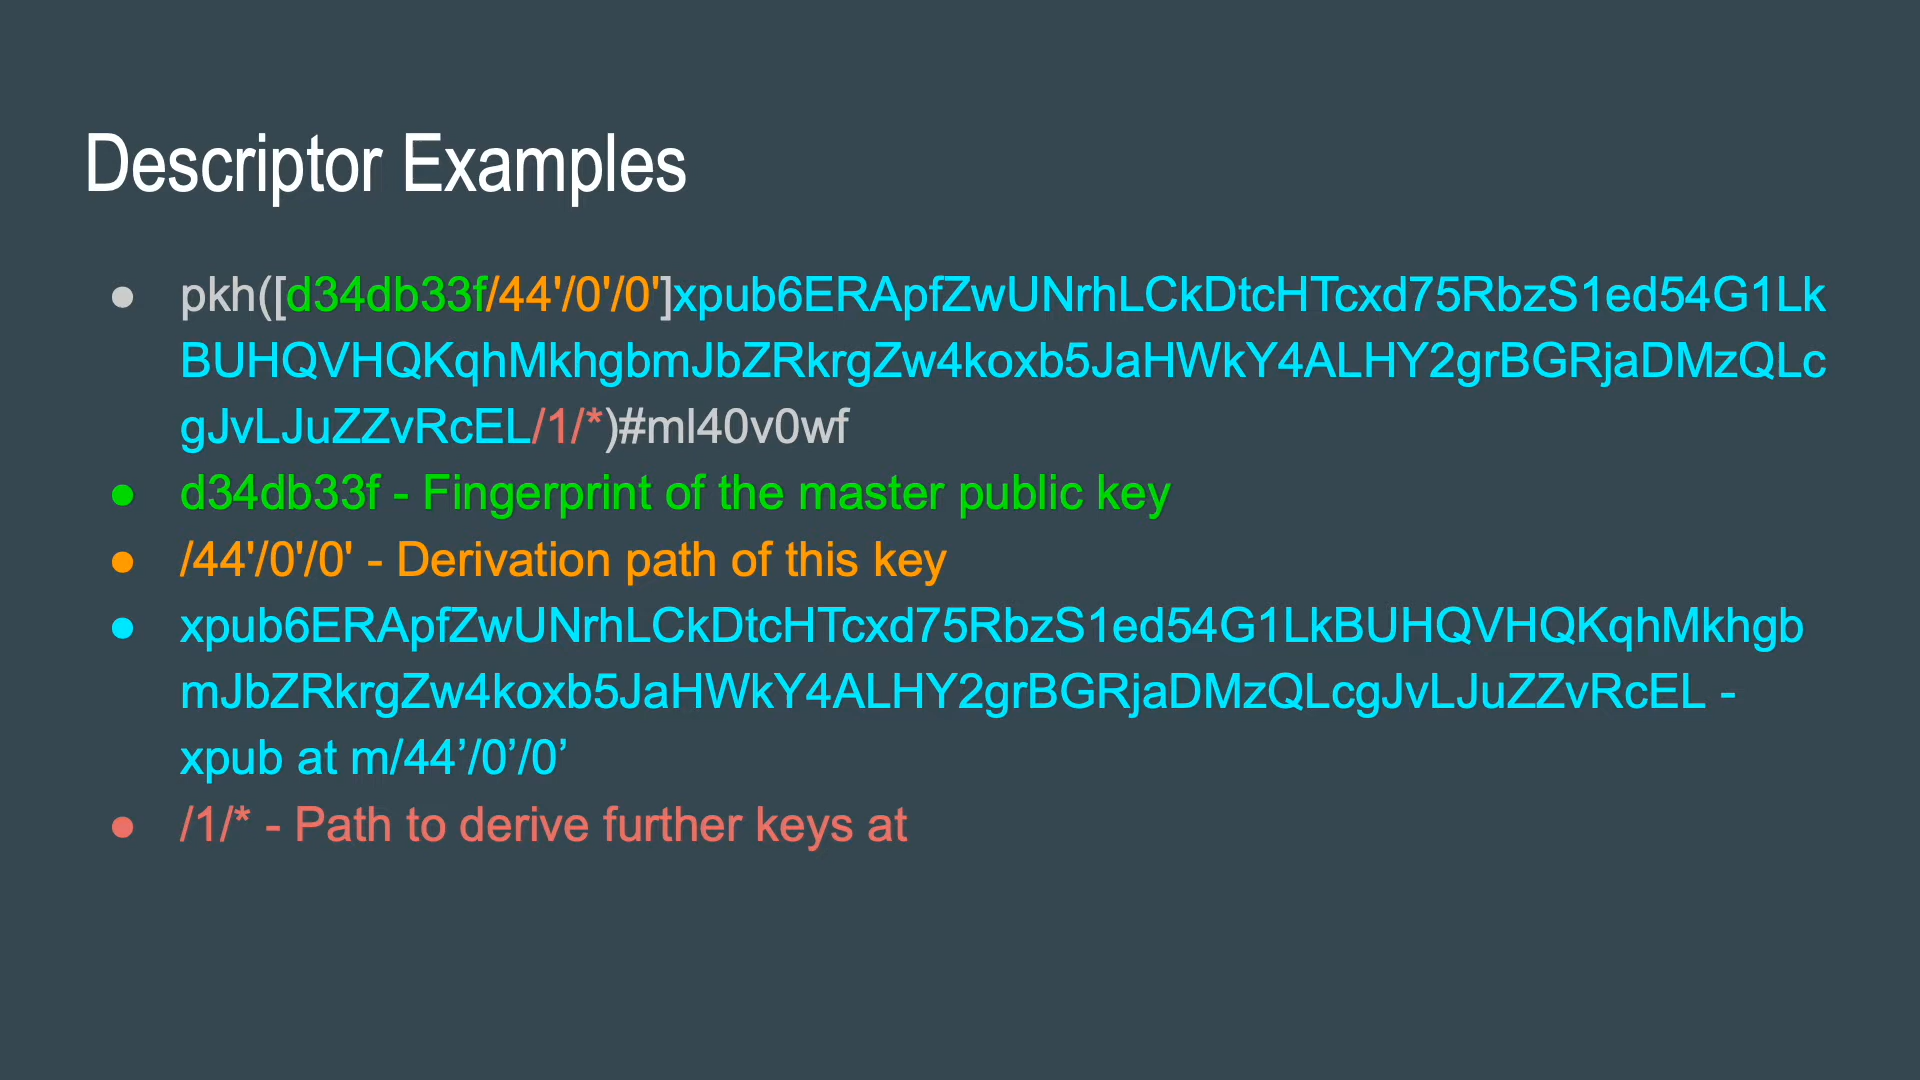 Descriptor Examples
● pkh([d34db33f/44'/0'/0']xpub6ERApfZwUNrhLCkDtcHTcxd75RbzS1ed54G1Lk
BUHQVHQKqhMkhgbmJbZRkrgZw4koxb5JaHWkY4ALHY2grBGRjaDMzQLc
gJvLJuZZvRcEL/1/*)#ml40v0wf
● d34db33f - Fingerprint of the master public key
● /44'/0'/0' - Derivation path of this key
● xpub6ERApfZwUNrhLCkDtcHTcxd75RbzS1ed54G1LkBUHQVHQKqhMkhgb
mJbZRkrgZw4koxb5JaHWkY4ALHY2grBGRjaDMzQLcgJvLJuZZvRcEL -
xpub at m/44’/0’/0’
● /1/* - Path to derive further keys at